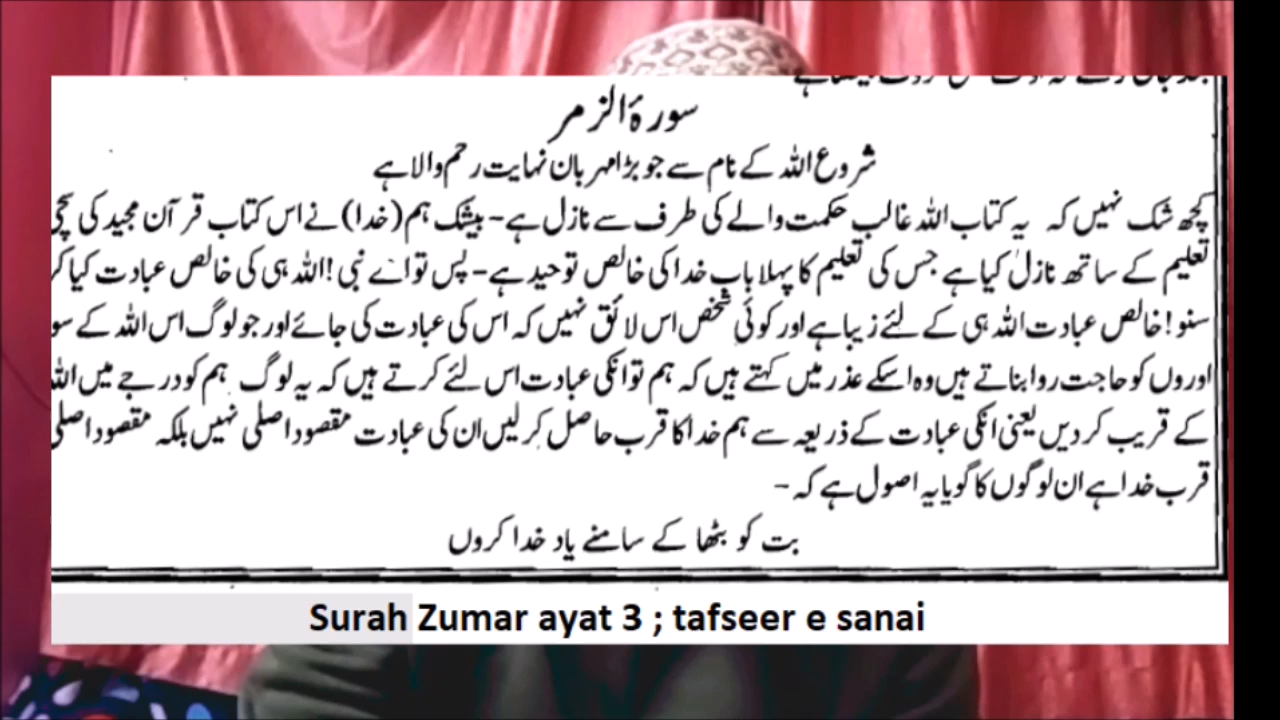 سورۃ الزمر
شروع اللہ کے نام سے جو بڑا مہربان نہایت رحم والا ہے
کچھ شک نہیں کہ یہ کتاب اللہ غالب حکمت والے کی طرف سے نازل ہے- بیشک ہم (خدا) نے اس کتاب قرآن مجید کی سچی
تعلیم کے ساتھ نازل کیا ہے جس کی تعلیم کا پہلا باب خدا کی خالص توحید ہے- پس تو اے نبی! اللہ ہی کی خالص عبادت کیا کر
سنو! خالص عبادت اللہ ہی کے لئے زیبا ہے اور کوئی شخص اس لائق نہیں کہ اس کی عبادت کی جائے اور جو لوگ اس اللہ کے سو
اوروں کو حاجت روا بناتے ہیں وہ اسکے عذر میں کہتے ہیں کہ ہم تو انکی عبادت اس لئے کرتے ہیں کہ یہ لوگ ہم کو درجے میں اللہ
کے قریب کر دیں یعنی انکی عبادت کے ذریعہ سے ہم خدا کا قرب حاصل کر لیں ان کی عبادت مقصود اصلی نہیں بلکہ مقصود اصلی
قرب خدا ہے ان لوگوں کا گویا یہ اصول ہے کہ -
بت کو بٹھا کے سامنے یاد خدا کروں
Surah Zumar ayat 3 ; tafseer e sanai